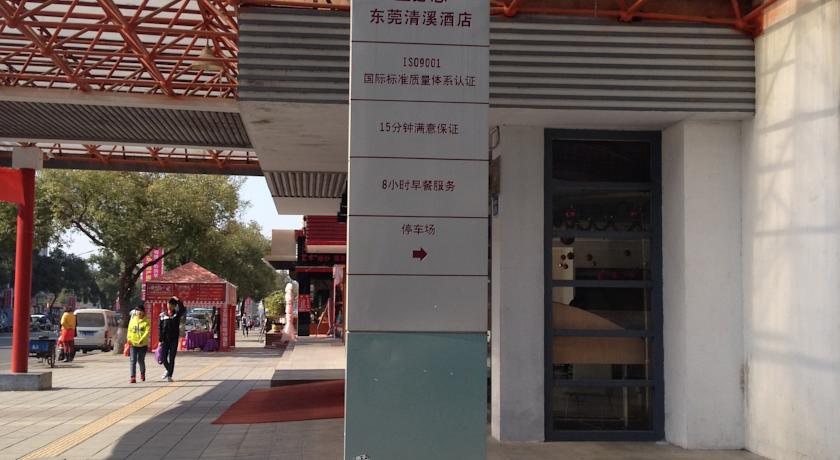 东莞清溪酒店
ISO9001
国际标准质量体系认证
15分钟满意保证
8小时早餐服务
停车场